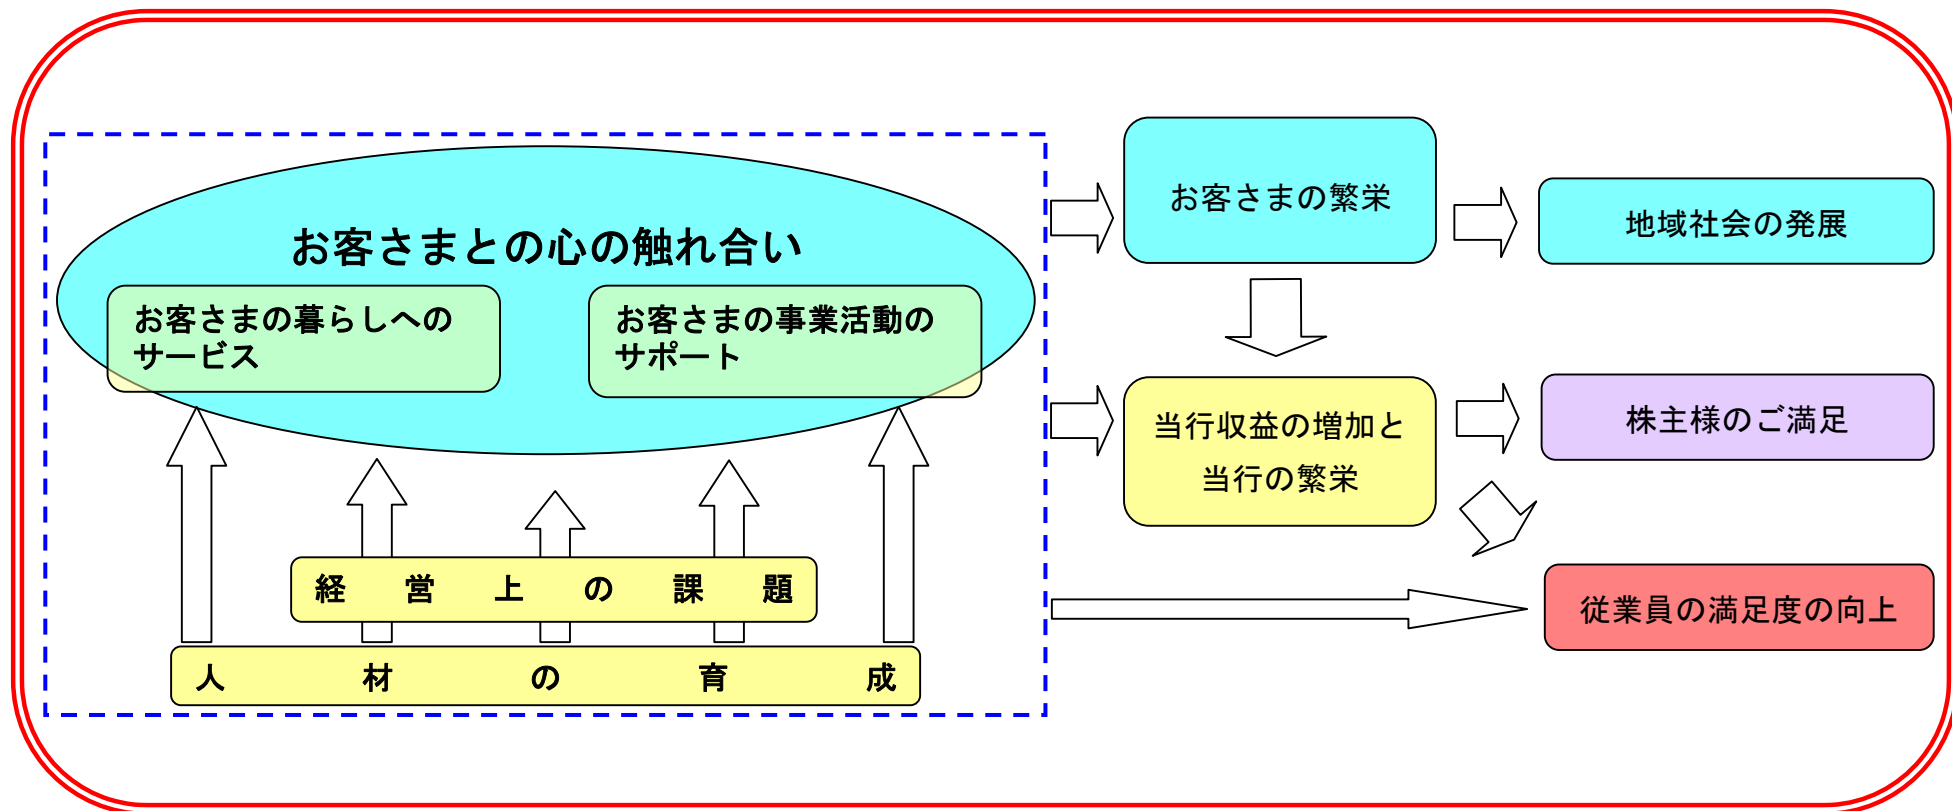 お客さまとの心の触れ合い
お客さまの暮らしへの
サービス
お客さまの事業活動の
サポート
経営上の課題
人材の育成
お客さまの繁栄
地域社会の発展
当行収益の増加と
当行の繁栄
株主様のご満足
従業員の満足度の向上